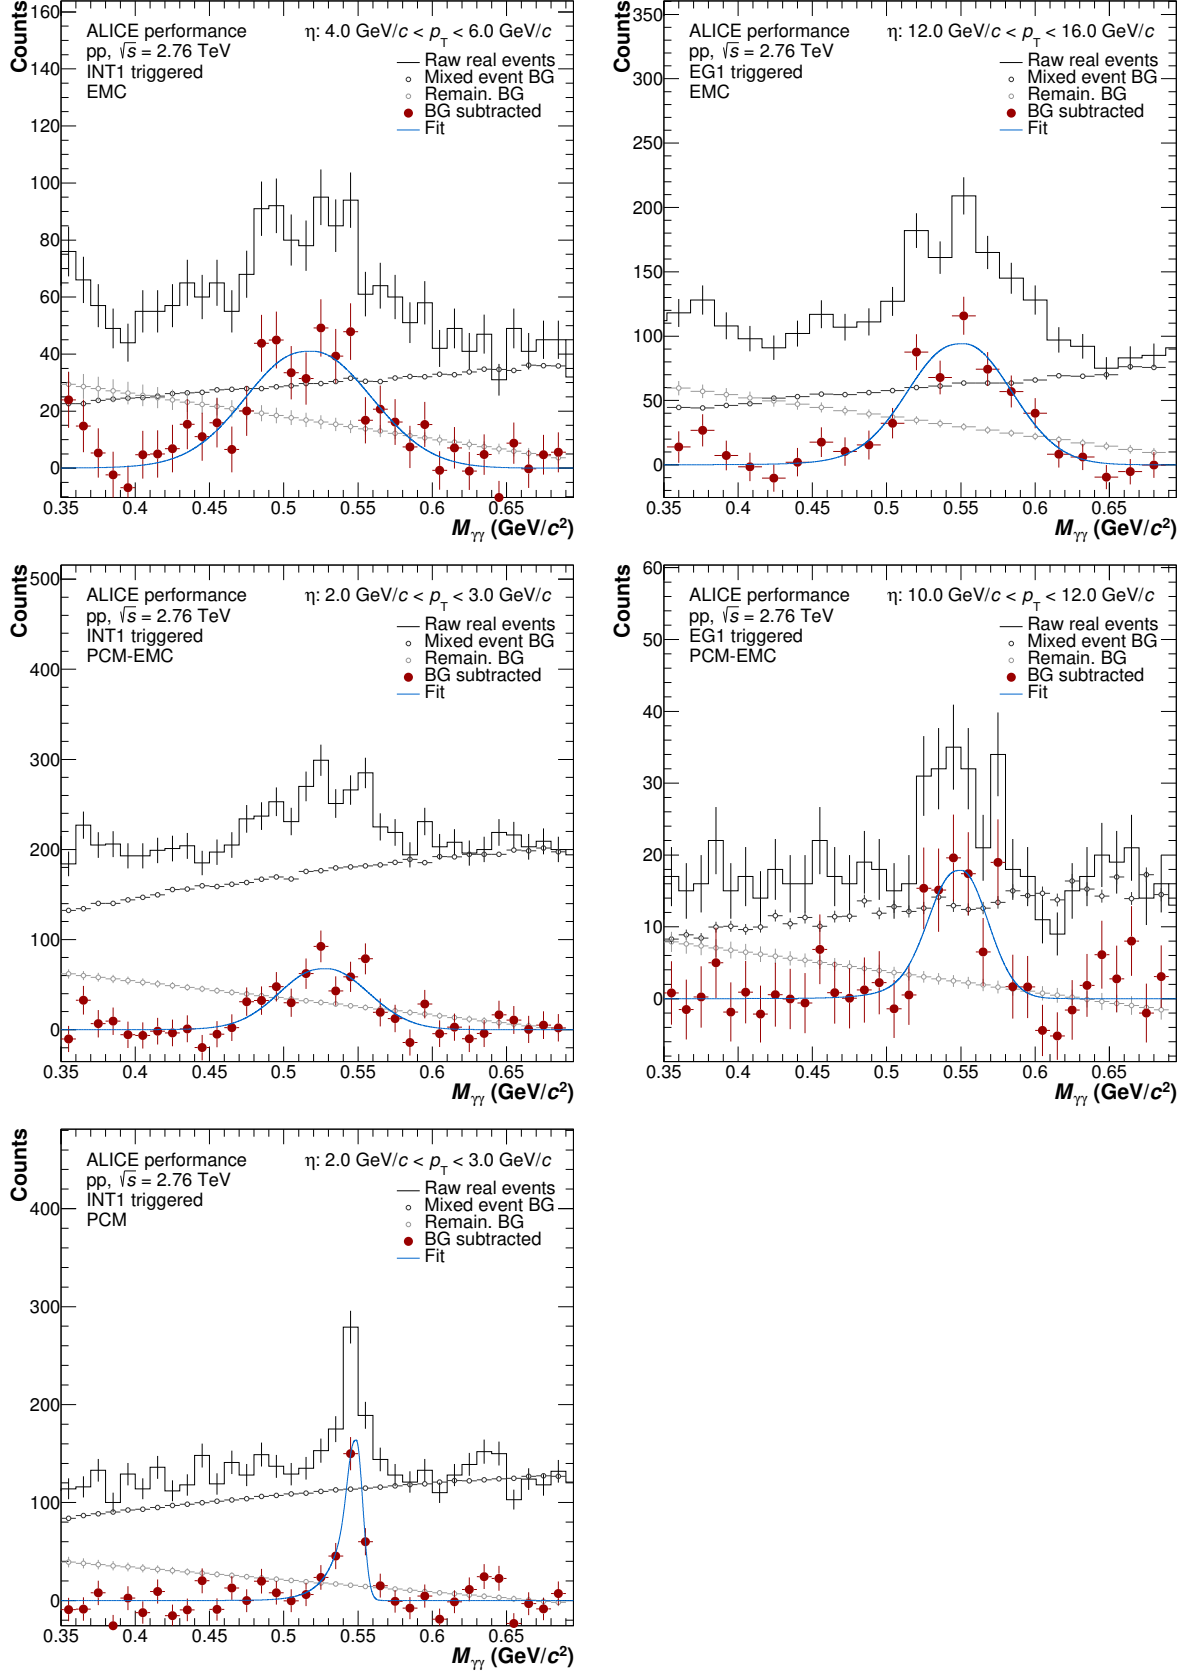 Counts
160
140
120
100
80
60
40
20
0
ALICE performance
pp, √s = 2.76 TeV
INT1 triggered
EMC
η: 4.0 GeV/c < pT < 6.0 GeV/c
Raw real events
Mixed event BG
Remain. BG
BG subtracted
Fit
0.35 0.4 0.45 0.5 0.55 0.6 0.65
Mγγ (GeV/c²)
Counts
350
300
250
200
150
100
50
0
ALICE performance
pp, √s = 2.76 TeV
EG1 triggered
EMC
η: 12.0 GeV/c < pT < 16.0 GeV/c
Raw real events
Mixed event BG
Remain. BG
BG subtracted
Fit
0.35 0.4 0.45 0.5 0.55 0.6 0.65
Mγγ (GeV/c²)
Counts
500
400
300
200
100
0
ALICE performance
pp, √s = 2.76 TeV
INT1 triggered
PCM-EMC
η: 2.0 GeV/c < pT < 3.0 GeV/c
Raw real events
Mixed event BG
Remain. BG
BG subtracted
Fit
0.35 0.4 0.45 0.5 0.55 0.6 0.65
Mγγ (GeV/c²)
Counts
60
50
40
30
20
10
0
ALICE performance
pp, √s = 2.76 TeV
EG1 triggered
PCM-EMC
η: 10.0 GeV/c < pT < 12.0 GeV/c
Raw real events
Mixed event BG
Remain. BG
BG subtracted
Fit
0.35 0.4 0.45 0.5 0.55 0.6 0.65
Mγγ (GeV/c²)
Counts
400
300
200
100
0
ALICE performance
pp, √s = 2.76 TeV
INT1 triggered
PCM
η: 2.0 GeV/c < pT < 3.0 GeV/c
Raw real events
Mixed event BG
Remain. BG
BG subtracted
Fit
0.35 0.4 0.45 0.5 0.55 0.6 0.65
Mγγ (GeV/c²)